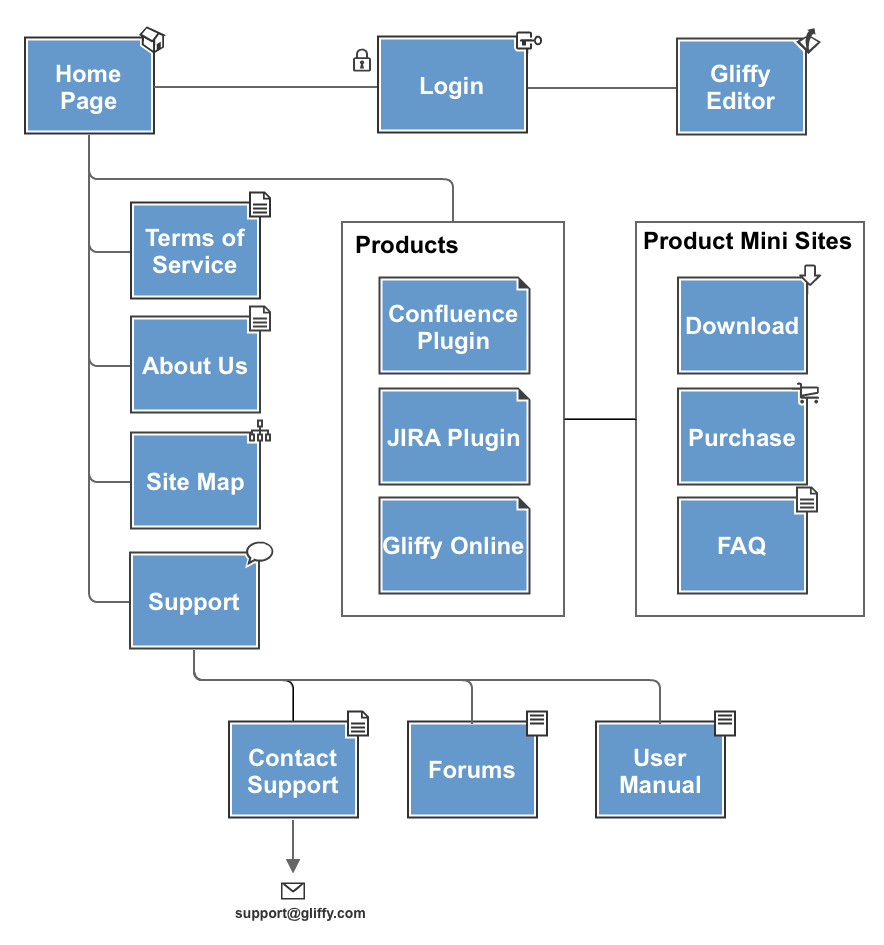 Home
Page
Login
Gliffy
Editor
Terms of
Service
About Us
Site Map
Support
Products
Confluence
Plugin
JIRA Plugin
Gliffy Online
Product Mini Sites
Download
Purchase
FAQ
Contact
Support
Forums
User
Manual
support@gliffy.com